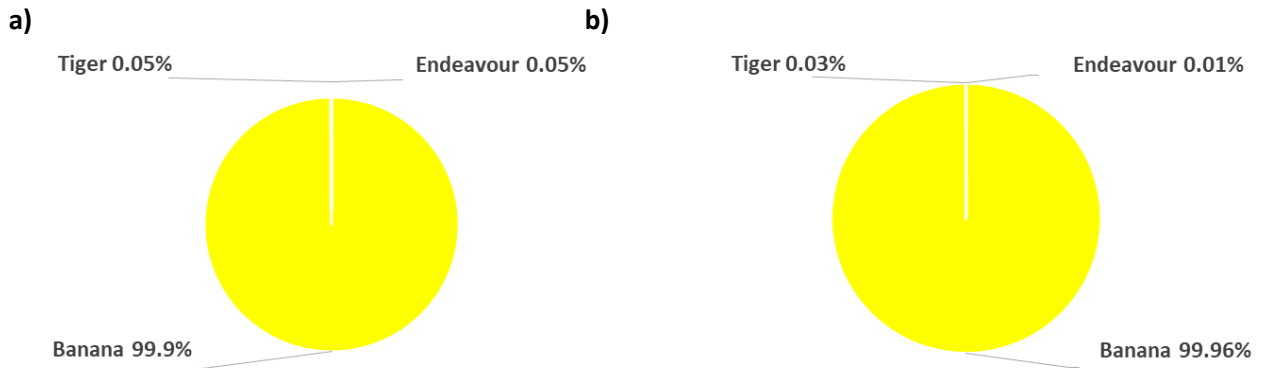 a)
Tiger 0.05%
Endeavour 0.05%
Banana 99.9%
b)
Tiger 0.03%
Endeavour 0.01%
Banana 99.96%